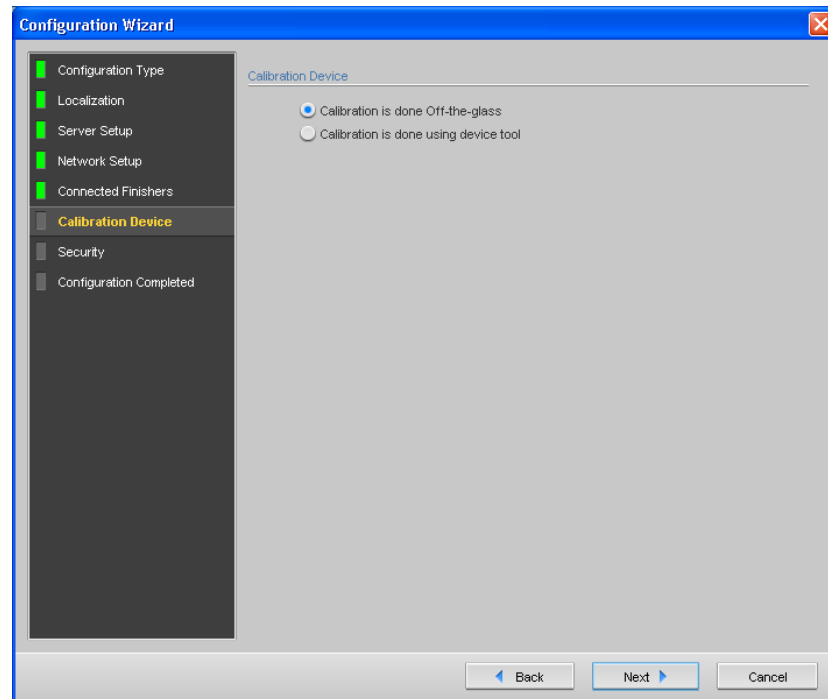 Configuration Wizard
Configuration Type
Localization
Server Setup
Network Setup
Connected Finishers
Calibration Device
Security
Configuration Completed
Calibration Device
Calibration is done Off-the-glass
Calibration is done using device tool
Back
Next
Cancel